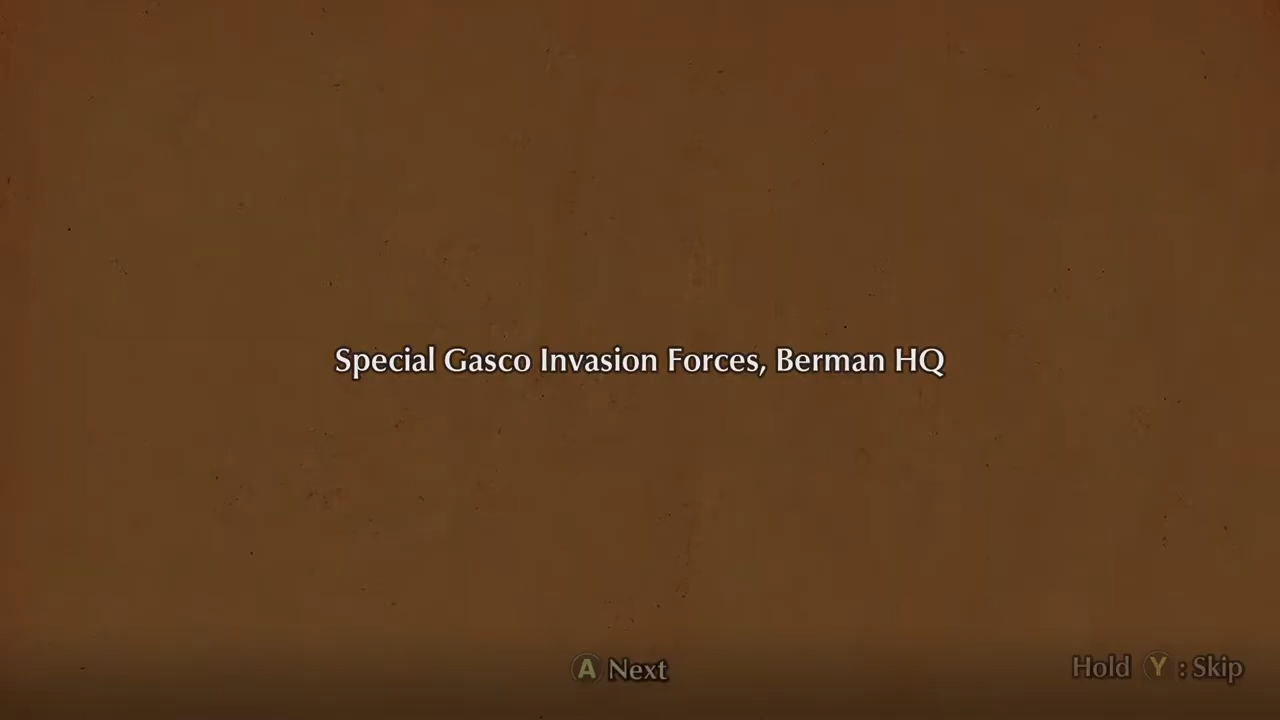 Special Gasco Invasion Forces, Berman HQ
A Next
Hold Y : Skip